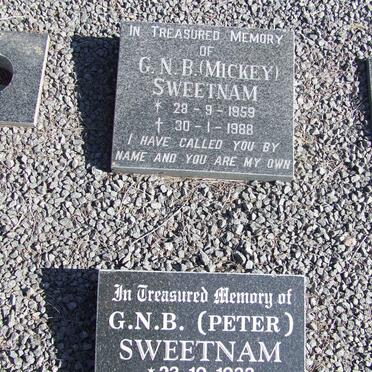 IN TREASURED MEMORY
OF
G.N.B. (MICKEY)
SWEETNAM
* 23-9-1959
† 30-1-1988
I HAVE CALLED YOU BY
NAME AND YOU ARE MY OWN
In Treasured Memory of
G.N.B. (PETER)
SWEETNAM